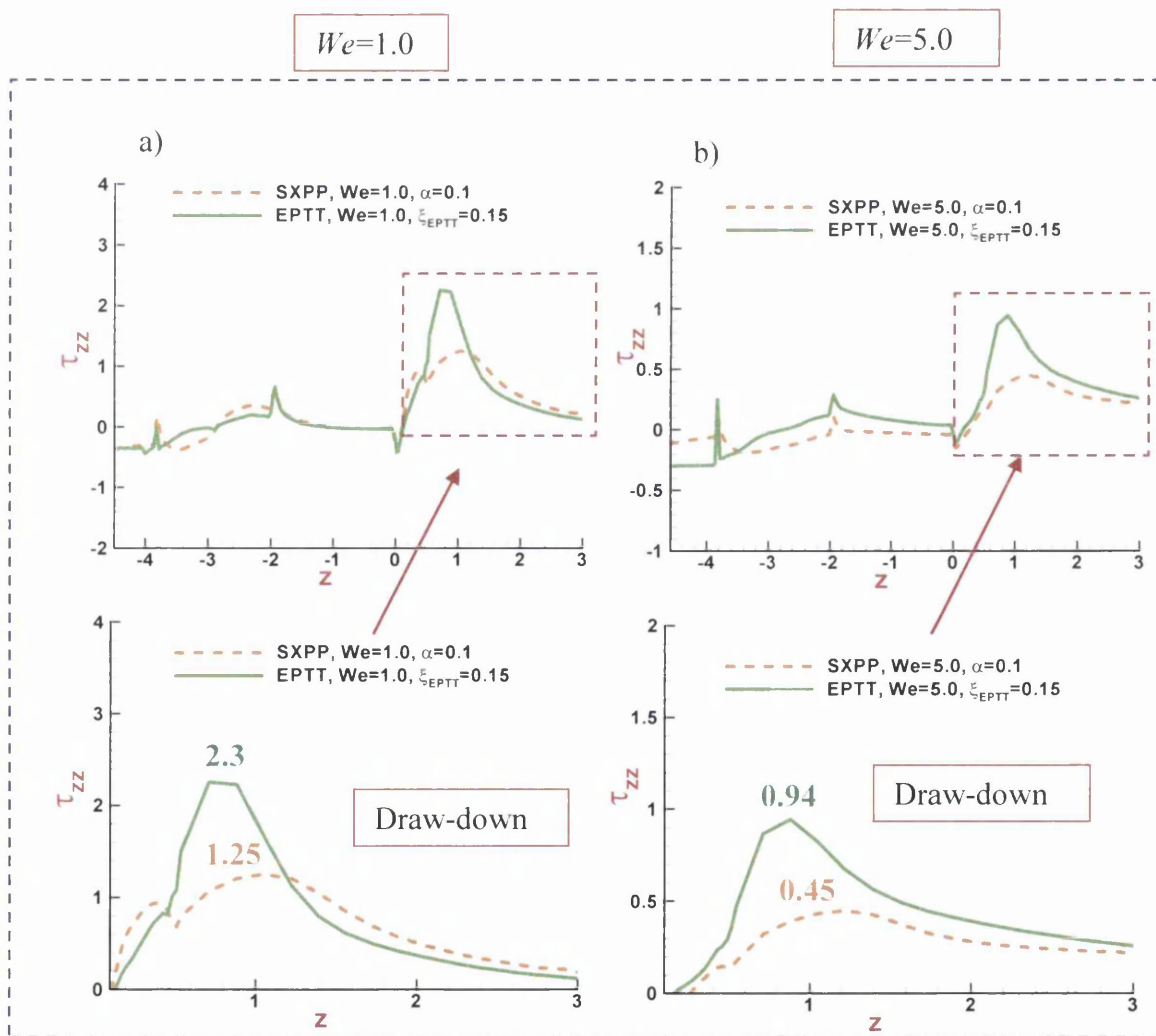 We=1.0
We=5.0
a)
SXPP, We=1.0, α=0.1
EPTT, We=1.0, ξEPTT=0.15
4
3
2
1
0
-1
-2
τzz
-4
-3
-2
-1
0
1
2
3
z
b)
SXPP, We=5.0, α=0.1
EPTT, We=5.0, ξEPTT=0.15
2
1.5
1
0.5
0
-0.5
-1
τzz
-4
-3
-2
-1
0
1
2
3
z
SXPP, We=1.0, α=0.1
EPTT, We=1.0, ξEPTT=0.15
4
3
2
1
0
τzz
2.3
1.25
Draw-down
1
2
3
z
SXPP, We=5.0, α=0.1
EPTT, We=5.0, ξEPTT=0.15
2
1.5
1
0.5
0
τzz
0.94
0.45
Draw-down
1
2
3
z